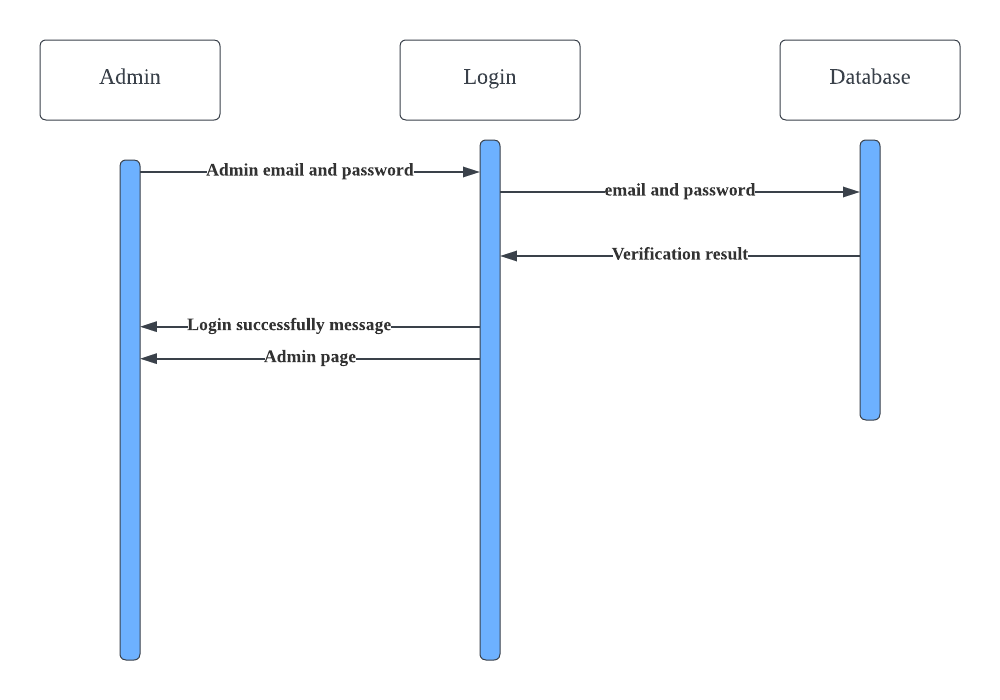 Admin
Login
Database
Admin email and password
email and password
Verification result
Login successfully message
Admin page